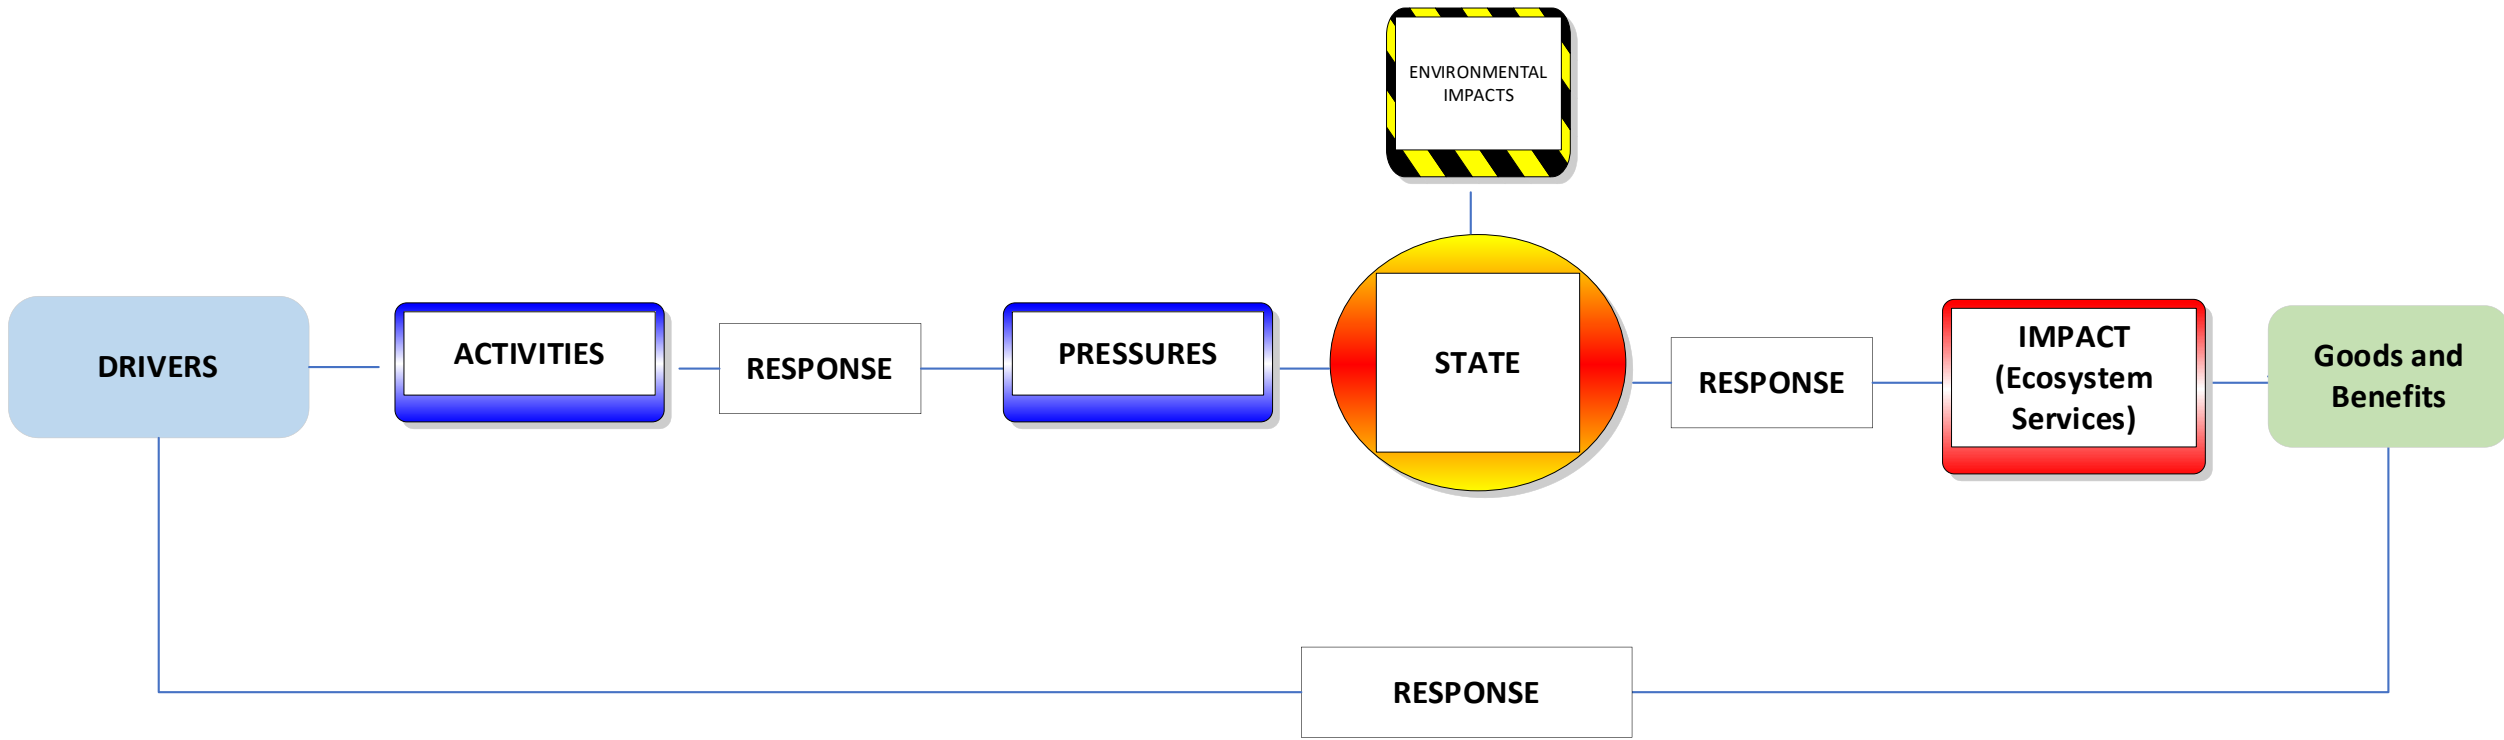 ENVIRONMENTAL
IMPACTS
DRIVERS
ACTIVITIES
RESPONSE
PRESSURES
STATE
RESPONSE
IMPACT
(Ecosystem
Services)
Goods and
Benefits
RESPONSE